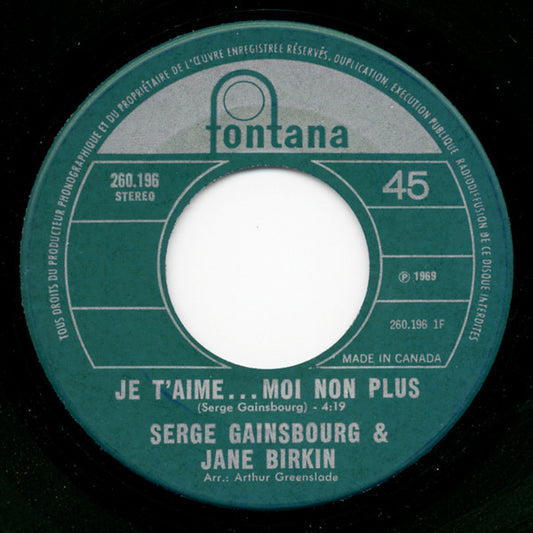 TOUS DROITS DU PRODUCTEUR PHONOGRAPHIQUE ET DU PROPRIÉTAIRE DE L'ŒUVRE ENREGISTRÉE RÉSERVÉS. DUPLICATION, EXECUTION PUBLIQUE RADIODIFFUSION DE CE DISQUE INTERDITES
fontana
260.196
STEREO
45
Ⓟ 1969
260.196 1F
MADE IN CANADA
JE T'AIME...MOI NON PLUS
(Serge Gainsbourg) - 4:19
SERGE GAINSBOURG &
JANE BIRKIN
Arr.: Arthur Greenslade